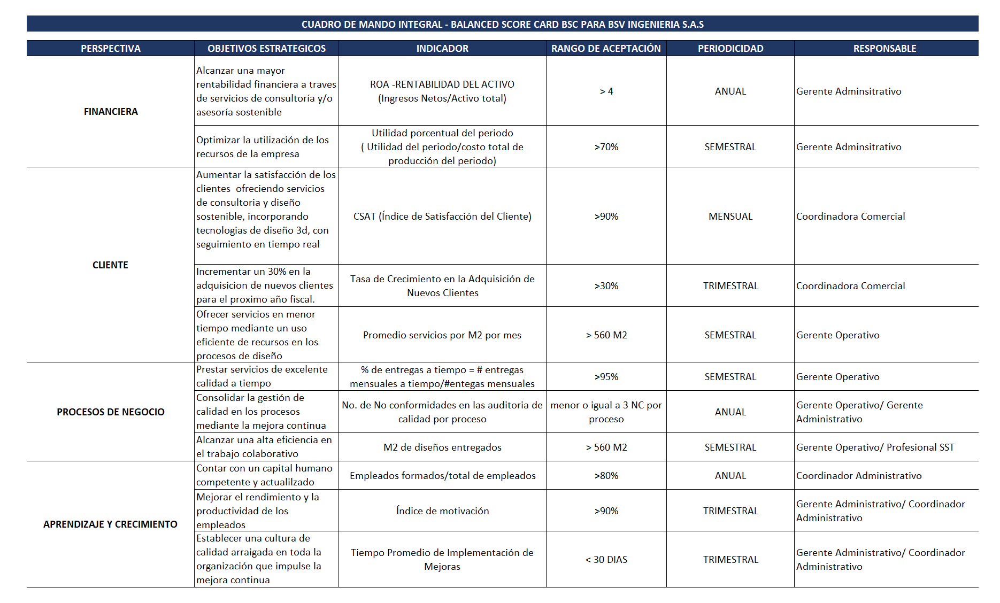 CUADRO DE MANDO INTEGRAL - BALANCED SCORE CARD BSC PARA BSV INGENIERIA S.A.S
PERSPECTIVA
OBJETIVOS ESTRATEGICOS
INDICADOR
RANGO DE ACEPTACIÓN
PERIODICIDAD
RESPONSABLE
FINANCIERA
Alcanzar una mayor
rentabilidad financiera a traves
de servicios de consultoría y/o
asesoría sostenible
ROA -RENTABILIDAD DEL ACTIVO
(Ingresos Netos/Activo total)
> 4
ANUAL
Gerente Adminsitrativo
Optimizar la utilización de los
recursos de la empresa
Utilidad porcentual del periodo
( Utilidad del periodo/costo total de
producción del periodo)
>70%
SEMESTRAL
Gerente Adminsitrativo
CLIENTE
Aumentar la satisfacción de los
clientes  ofreciendo servicios
de consultoria y diseño
sostenible, incorporando
tecnologias de diseño 3d, con
seguimiento en tiempo real
CSAT (Índice de Satisfacción del Cliente)
>90%
MENSUAL
Coordinadora Comercial
Incrementar un 30% en la
adquisicion de nuevos clientes
para el proximo año fiscal.
Tasa de Crecimiento en la Adquisición de
Nuevos Clientes
>30%
TRIMESTRAL
Coordinadora Comercial
Ofrecer servicios en menor
tiempo mediante un uso
eficiente de recursos en los
procesos de diseño
Promedio servicios por M2 por mes
> 560 M2
SEMESTRAL
Gerente Operativo
PROCESOS DE NEGOCIO
Prestar servicios de excelente
calidad a tiempo
% de entregas a tiempo = # entregas
mensuales a tiempo/#entegas mensuales
>95%
SEMESTRAL
Gerente Operativo
Consolidar la gestión de
calidad en los procesos
mediante la mejora continua
No. de No conformidades en las auditoria de
calidad por proceso
menor o igual a 3 NC por
proceso
ANUAL
Gerente Operativo/ Gerente
Administrativo
Alcanzar una alta eficiencia en
el trabajo colaborativo
M2 de diseños entregados
> 560 M2
SEMESTRAL
Gerente Operativo/ Profesional SST
APRENDIZAJE Y CRECIMIENTO
Contar con un capital humano
competente y actualilzado
Empleados formados/total de empleados
>80%
ANUAL
Coordinador Administrativo
Mejorar el rendimiento y la
productividad de los
empleados
Índice de motivación
>90%
TRIMESTRAL
Gerente Administrativo/ Coordinador
Administrativo
Establecer una cultura de
calidad arraigada en toda la
organización que impulse la
mejora continua
Tiempo Promedio de Implementación de
Mejoras
< 30 DIAS
TRIMESTRAL
Gerente Administrativo/ Coordinador
Administrativo